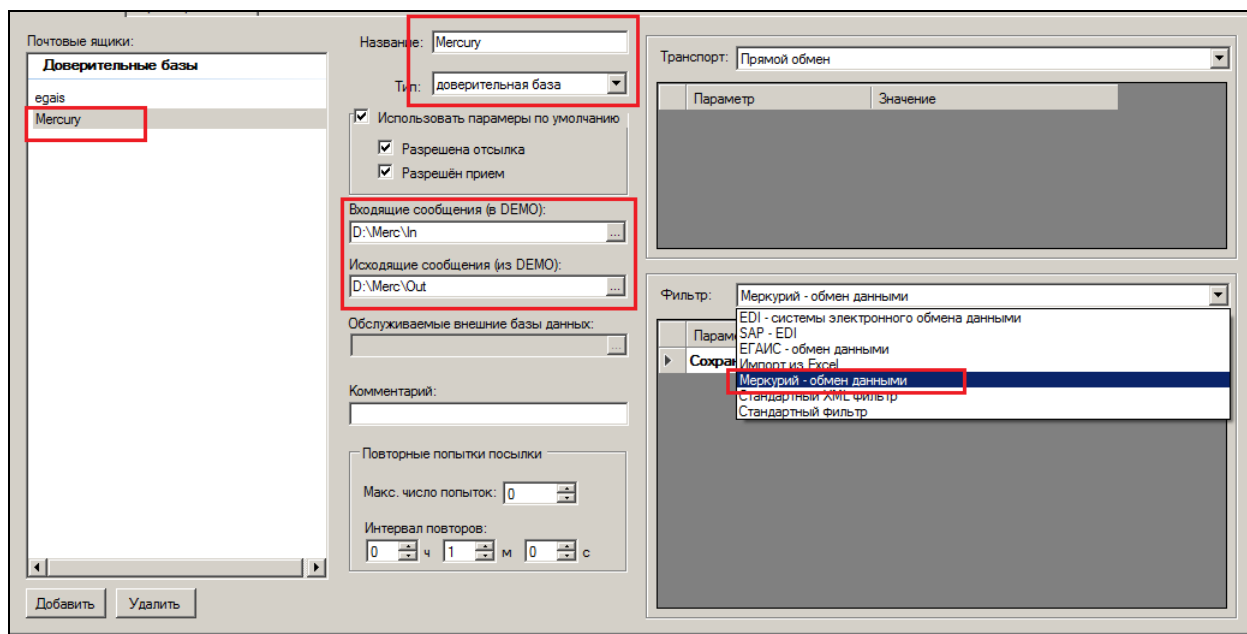 Почтовые ящики:
Доверительные базы
egais
Mercury
Добавить
Удалить
Название: Mercury
Тип: доверительная база
Использовать парамеры по умолчанию
Разрешена отсылка
Разрешён прием
Входящие сообщения (в DEMO):
D:\Merc\In
...
Исходящие сообщения (из DEMO):
D:\Merc\Out
...
Обслуживаемые внешние базы данных:
...
Комментарий:
Повторные попытки посылки
Макс. число попыток: 0
Интервал повторов:
0 ч 1 м 0 с
Транспорт: Прямой обмен
Параметр Значение
Фильтр: Меркурий - обмен данными
EDI - системы электронного обмена данными
SAP - EDI
ЕГАИС - обмен данными
Импорт из Excel
Меркурий - обмен данными
Стандартный XML фильтр
Стандартный фильтр